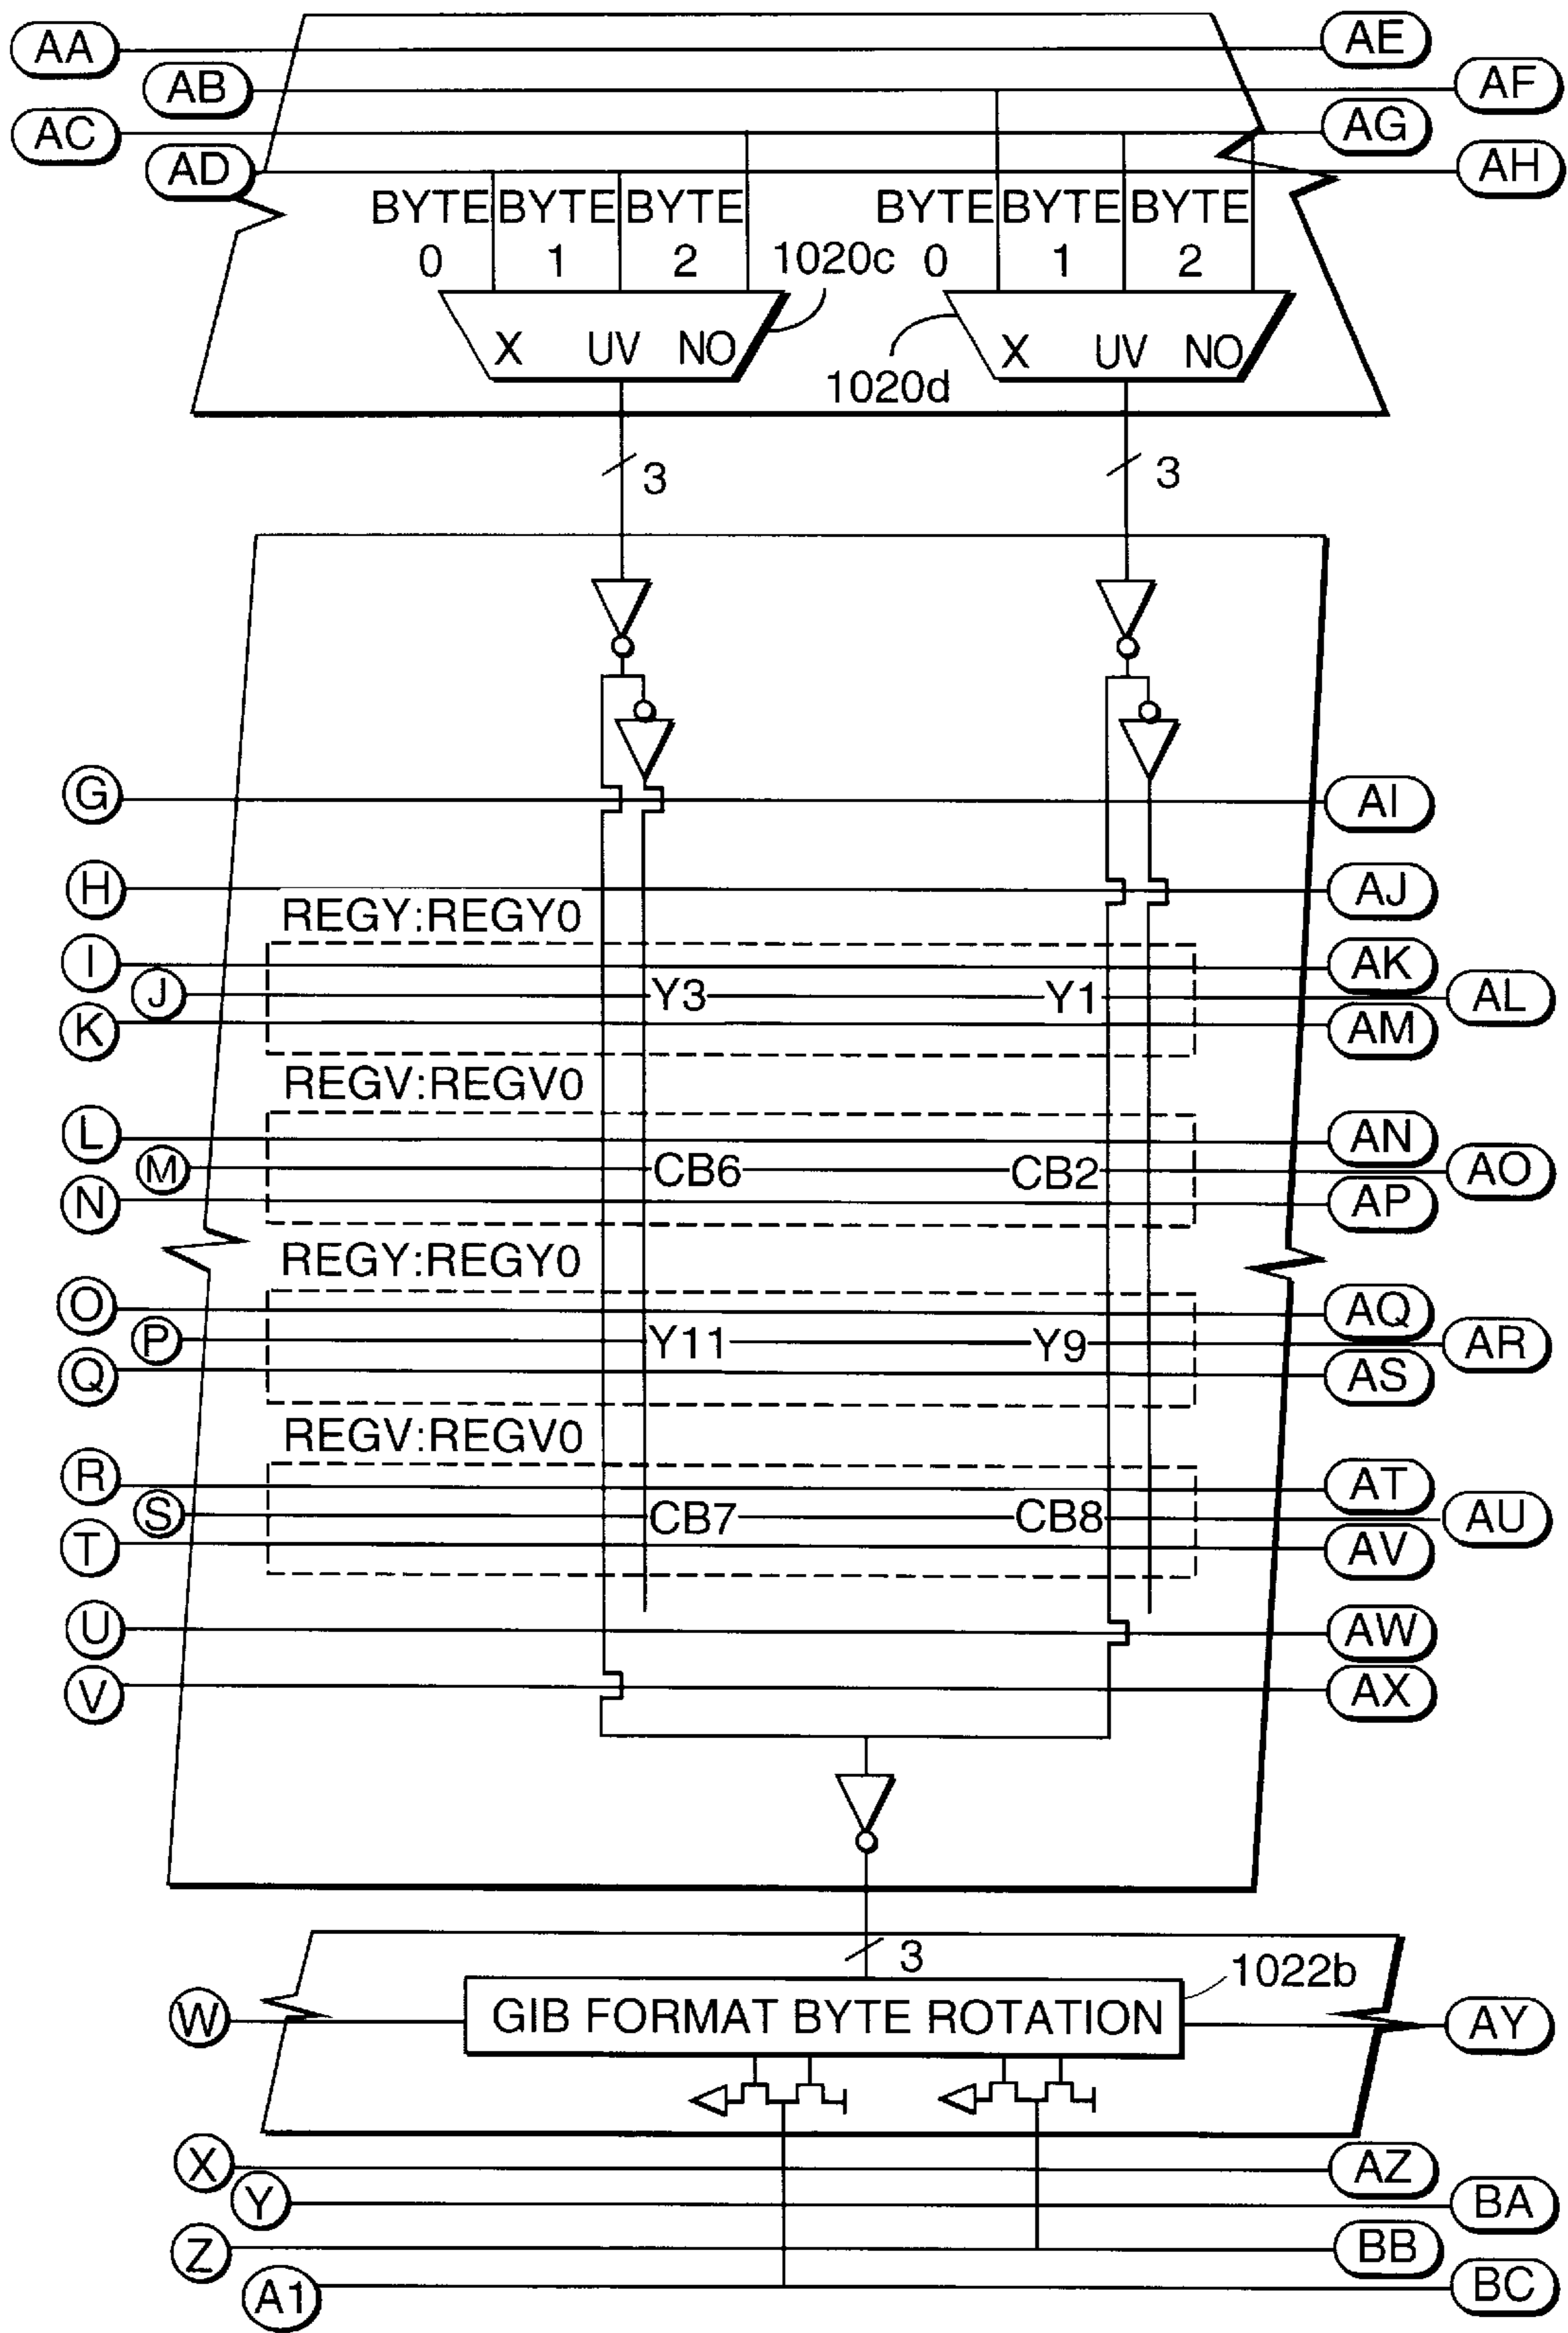 AA AE
AB AF
AC AG
AD AH
BYTE BYTE BYTE BYTE BYTE BYTE
0 1 2 1020c 0 1 2
X UV NO X UV NO
1020d
3 3
G AI
H AJ
REGY:REGY0
I AK
J Y3 Y1 AL
K AM
REGV:REGV0
L AN
M CB6 CB2 AO
N AP
REGY:REGY0
O AQ
P Y11 Y9 AR
Q AS
REGV:REGV0
R AT
S CB7 CB8 AU
T AV
U AW
V AX
3
1022b
W GIB FORMAT BYTE ROTATION AY
X AZ
Y BA
Z BB
A1 BC